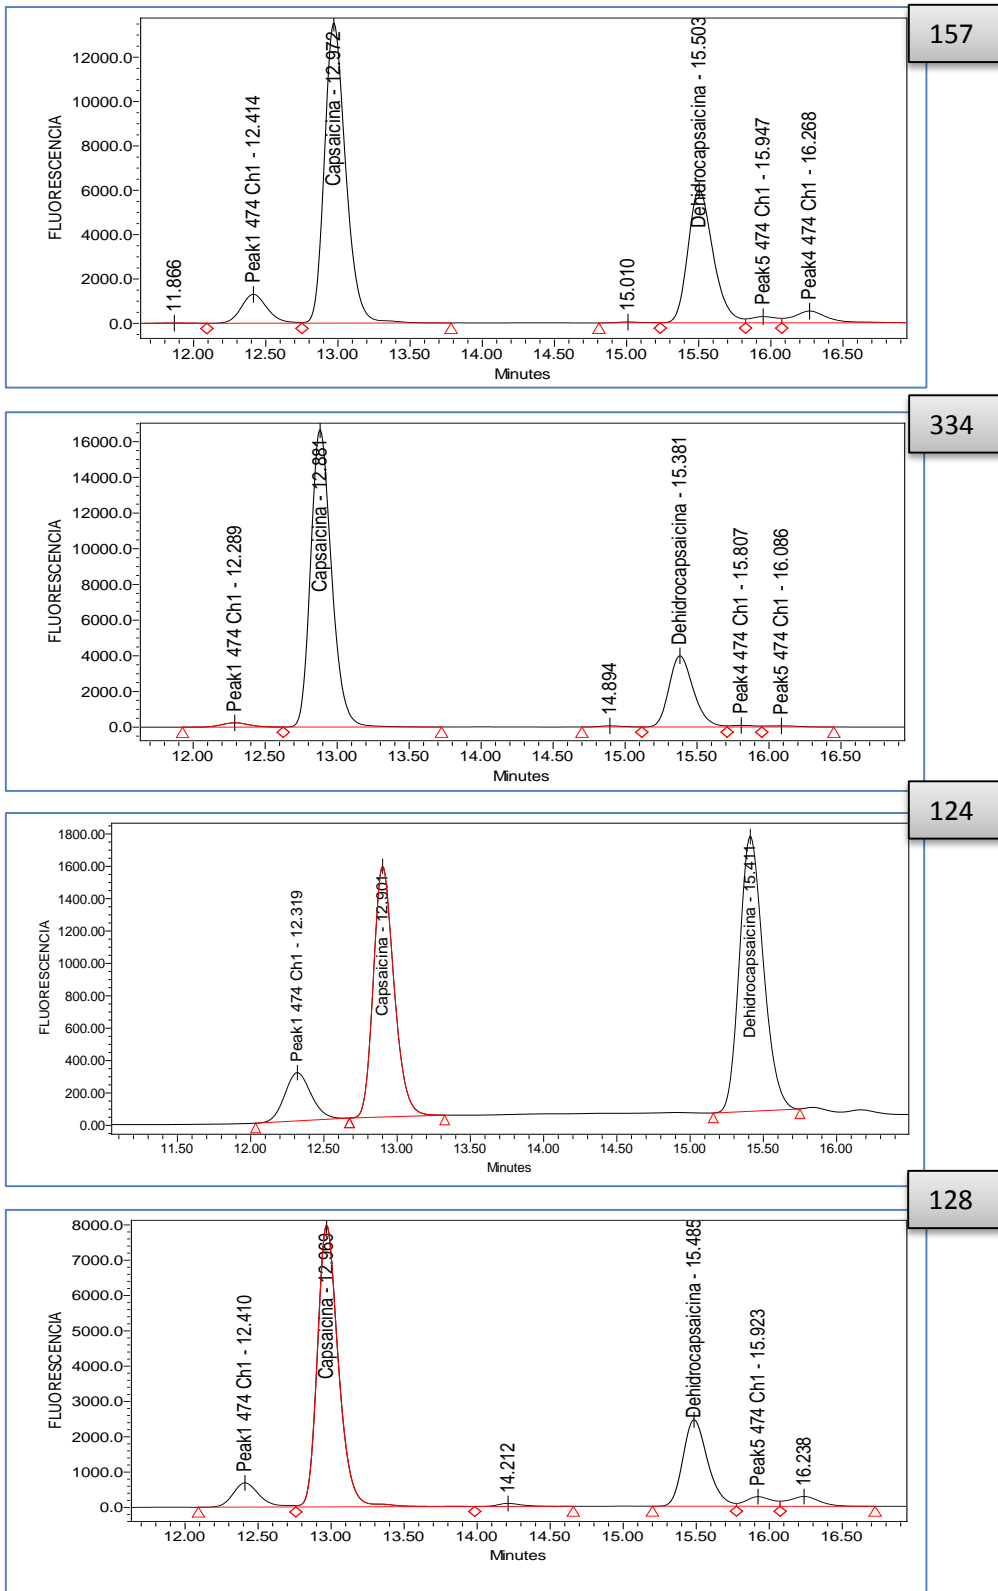 157
FLUORESCENCIA
12000.0
10000.0
8000.0
6000.0
4000.0
2000.0
0.0
11.866
Peak1 474 Ch1 - 12.414
Capsaicina - 12.972
15.010
Dehidrocapsaicina - 15.503
Peak5 474 Ch1 - 15.947
Peak4 474 Ch1 - 16.268
12.00 12.50 13.00 13.50 14.00 14.50 15.00 15.50 16.00 16.50
Minutes
334
FLUORESCENCIA
16000.0
14000.0
12000.0
10000.0
8000.0
6000.0
4000.0
2000.0
0.0
Peak1 474 Ch1 - 12.289
Capsaicina - 12.881
14.894
Dehidrocapsaicina - 15.381
Peak4 474 Ch1 - 15.807
Peak5 474 Ch1 - 16.086
12.00 12.50 13.00 13.50 14.00 14.50 15.00 15.50 16.00 16.50
Minutes
124
FLUORESCENCIA
1800.00
1600.00
1400.00
1200.00
1000.00
800.00
600.00
400.00
200.00
0.00
Peak1 474 Ch1 - 12.319
Capsaicina - 12.901
Dehidrocapsaicina - 15.411
11.50 12.00 12.50 13.00 13.50 14.00 14.50 15.00 15.50 16.00
Minutes
128
FLUORESCENCIA
8000.0
7000.0
6000.0
5000.0
4000.0
3000.0
2000.0
1000.0
0.0
Peak1 474 Ch1 - 12.410
Capsaicina - 12.969
14.212
Dehidrocapsaicina - 15.485
Peak5 474 Ch1 - 15.923
16.238
12.00 12.50 13.00 13.50 14.00 14.50 15.00 15.50 16.00 16.50
Minutes